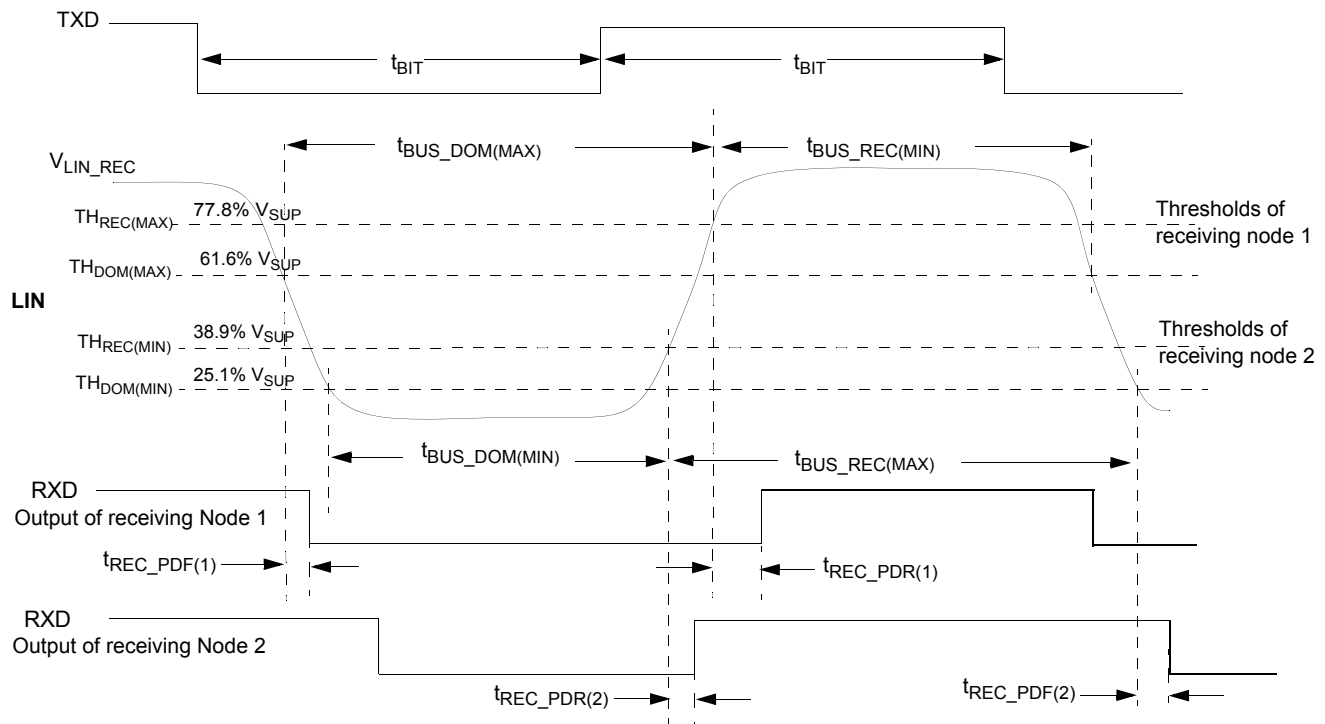 TXD
tBIT
tBIT
tBUS_DOM(MAX)
tBUS_REC(MIN)
VLIN_REC
THREC(MAX)
77.8% VSUP
Thresholds of
receiving node 1
THDOM(MAX)
61.6% VSUP
LIN
THREC(MIN)
38.9% VSUP
Thresholds of
receiving node 2
THDOM(MIN)
25.1% VSUP
tBUS_DOM(MIN)
tBUS_REC(MAX)
RXD
Output of receiving Node 1
tREC_PDF(1)
tREC_PDR(1)
RXD
Output of receiving Node 2
tREC_PDR(2)
tREC_PDF(2)